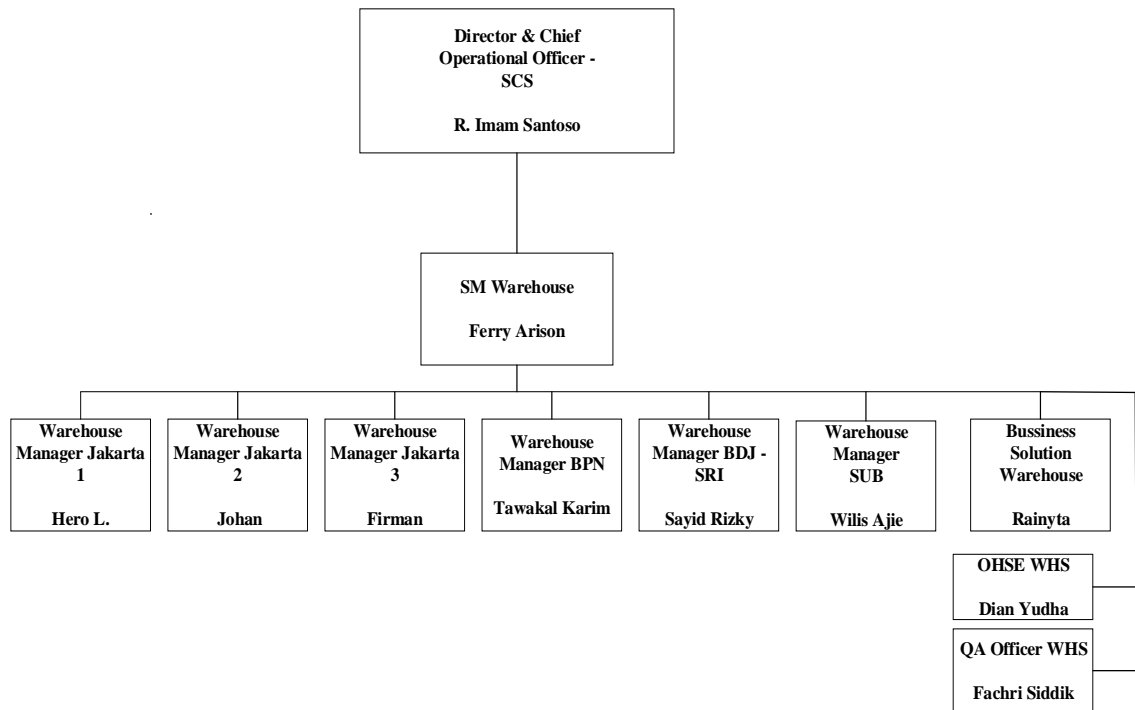 Director & Chief
Operational Officer -
SCS
R. Imam Santoso
SM Warehouse
Ferry Arison
Warehouse
Manager Jakarta
1
Hero L.
Warehouse
Manager Jakarta
2
Johan
Warehouse
Manager Jakarta
3
Firman
Warehouse
Manager BPN
Tawakal Karim
Warehouse
Manager BDJ -
SRI
Sayid Rizky
Warehouse
Manager
SUB
Wilis Ajie
Bussiness
Solution
Warehouse
Rainyta
OHSE WHS
Dian Yudha
QA Officer WHS
Fachri Siddik